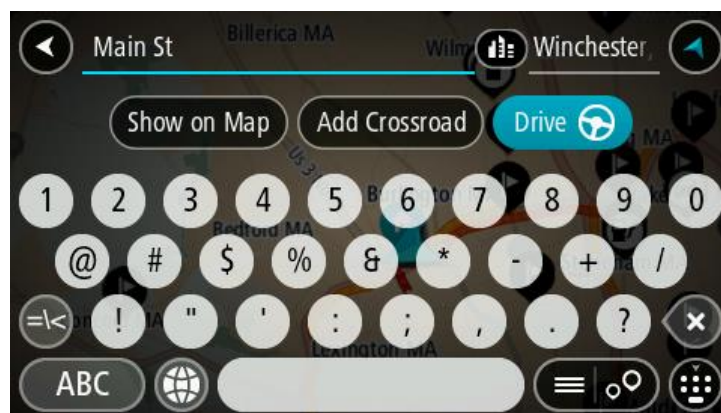 Main St Winchester,
Billerica MA
Show on Map Add Crossroad Drive
1 2 3 4 5 6 7 8 9 0
Bedford MA
@ # $ % & * - + /
=\< ! " ' : ; , . ? ×
Lexington MA
ABC